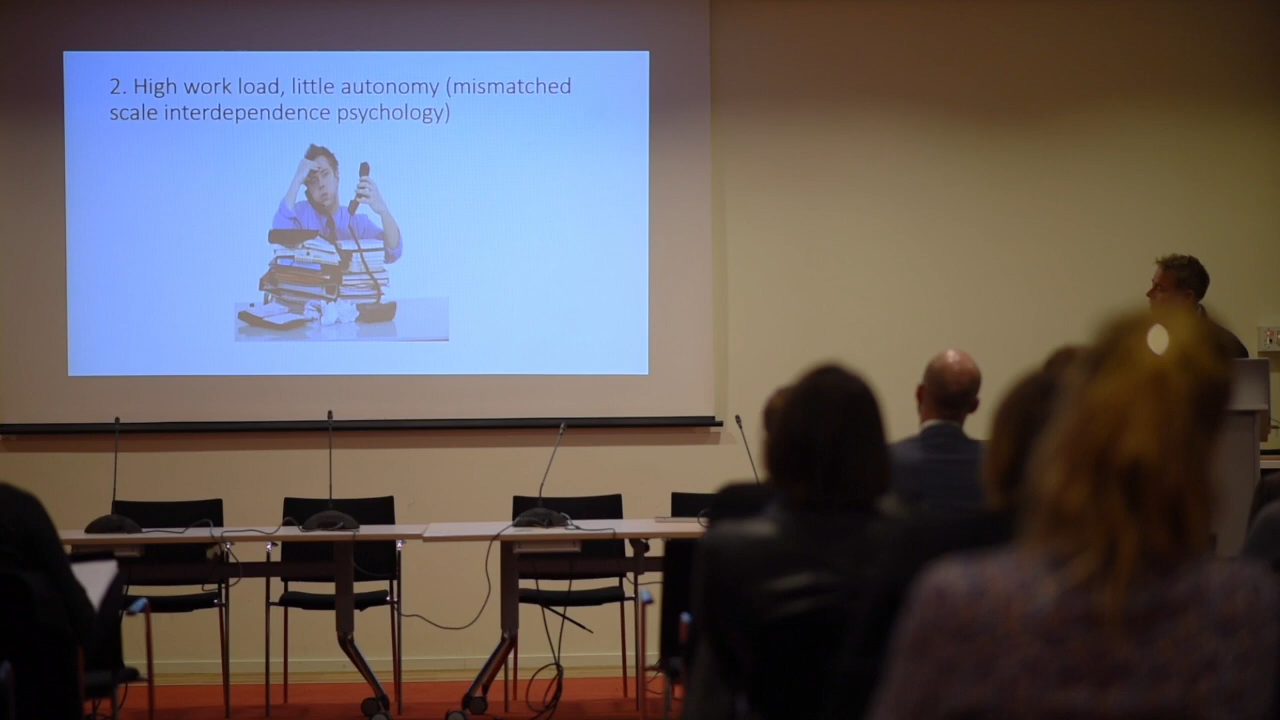 2. High work load, little autonomy (mismatched
scale interdependence psychology)